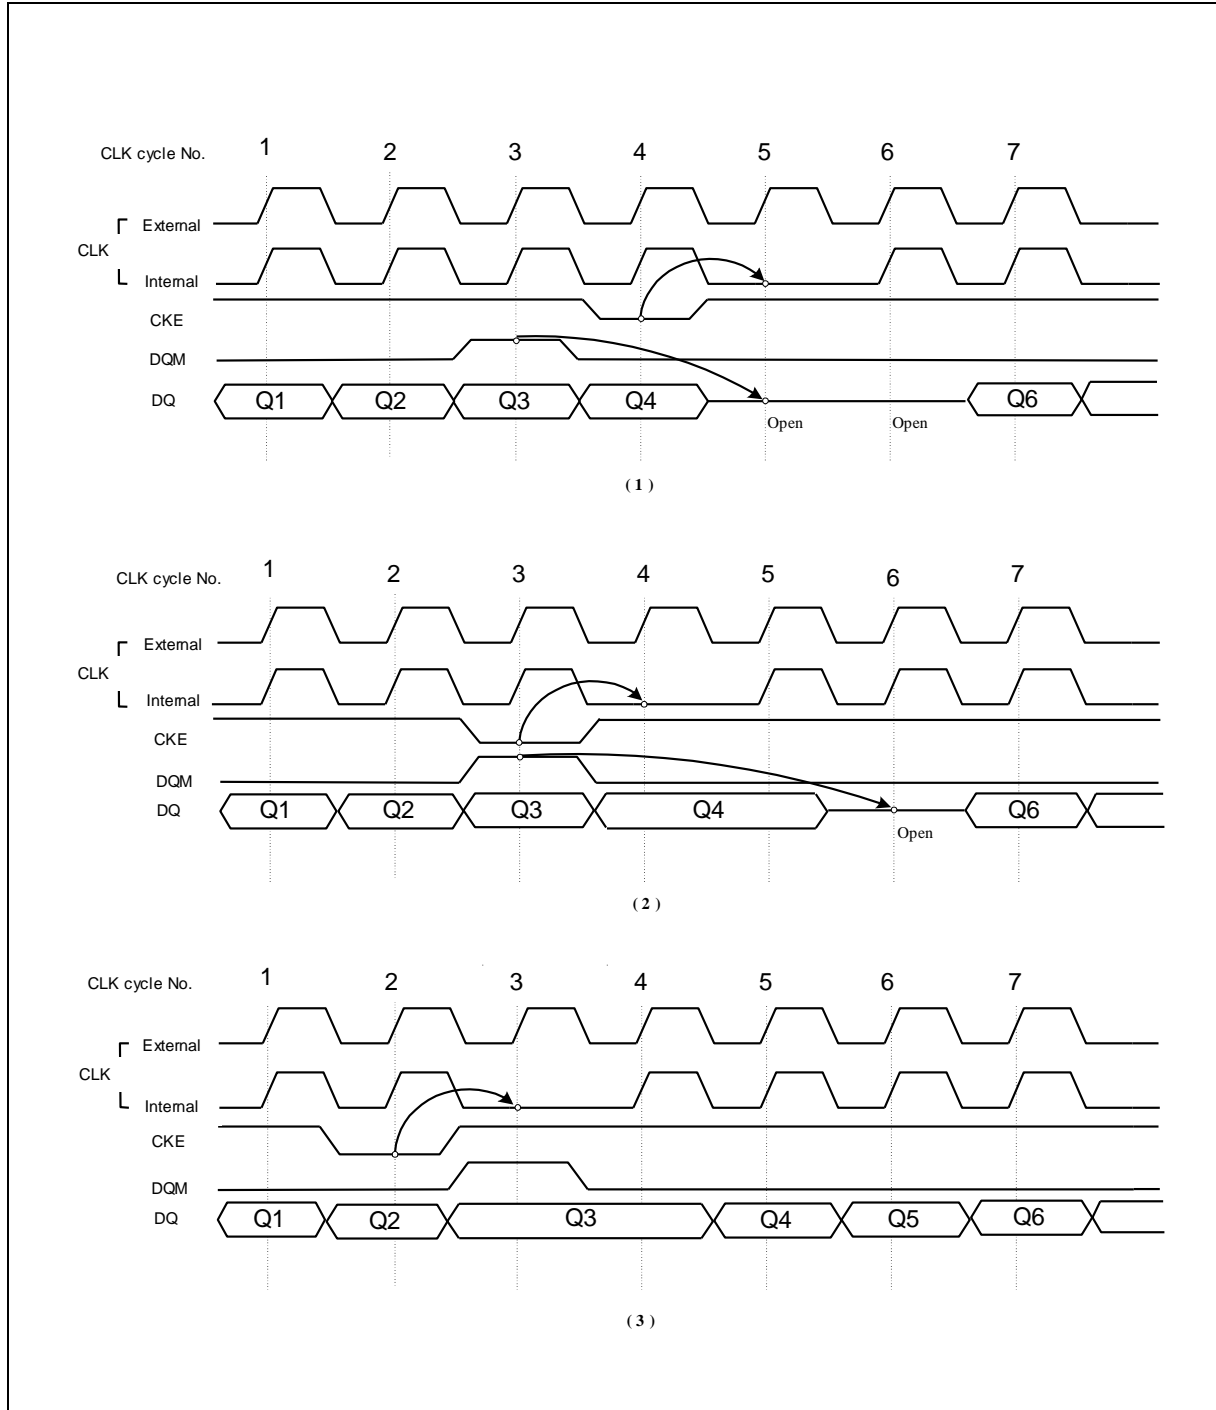 CLK cycle No. 1 2 3 4 5 6 7
External
CLK
Internal
CKE
DQM
DQ Q1 Q2 Q3 Q4 Q6
Open Open
( 1 )
CLK cycle No. 1 2 3 4 5 6 7
External
CLK
Internal
CKE
DQM
DQ Q1 Q2 Q3 Q4 Q6
Open
( 2 )
CLK cycle No. 1 2 3 4 5 6 7
External
CLK
Internal
CKE
DQM
DQ Q1 Q2 Q3 Q4 Q5 Q6
( 3 )